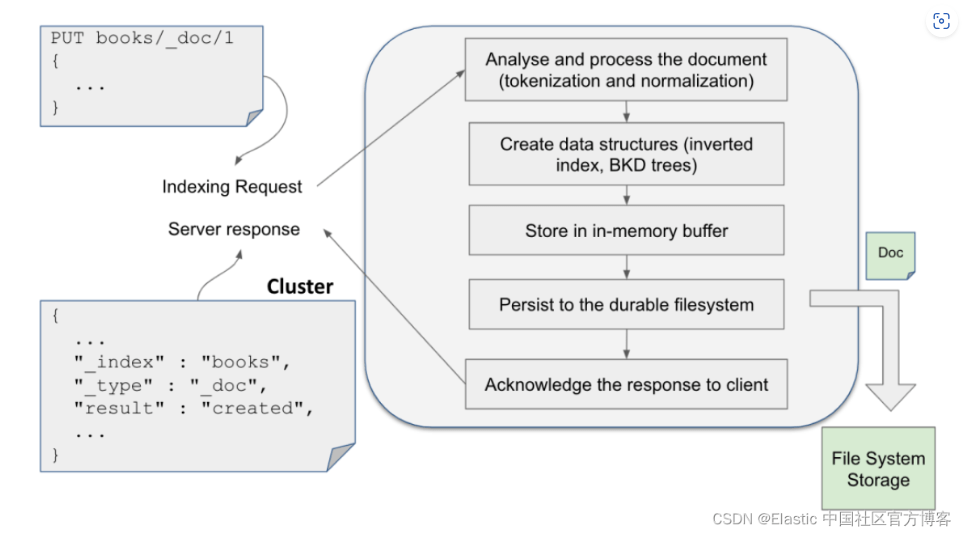 PUT books/_doc/1
{
...
}
Indexing Request
Server response
Cluster
{
...
"_index" : "books",
"_type" : "_doc",
"result" : "created",
...
}
Analyse and process the document
(tokenization and normalization)
Create data structures (inverted
index, BKD trees)
Store in in-memory buffer
Persist to the durable filesystem
Acknowledge the response to client
Doc
File System
Storage
CSDN @Elastic 中国社区官方博客